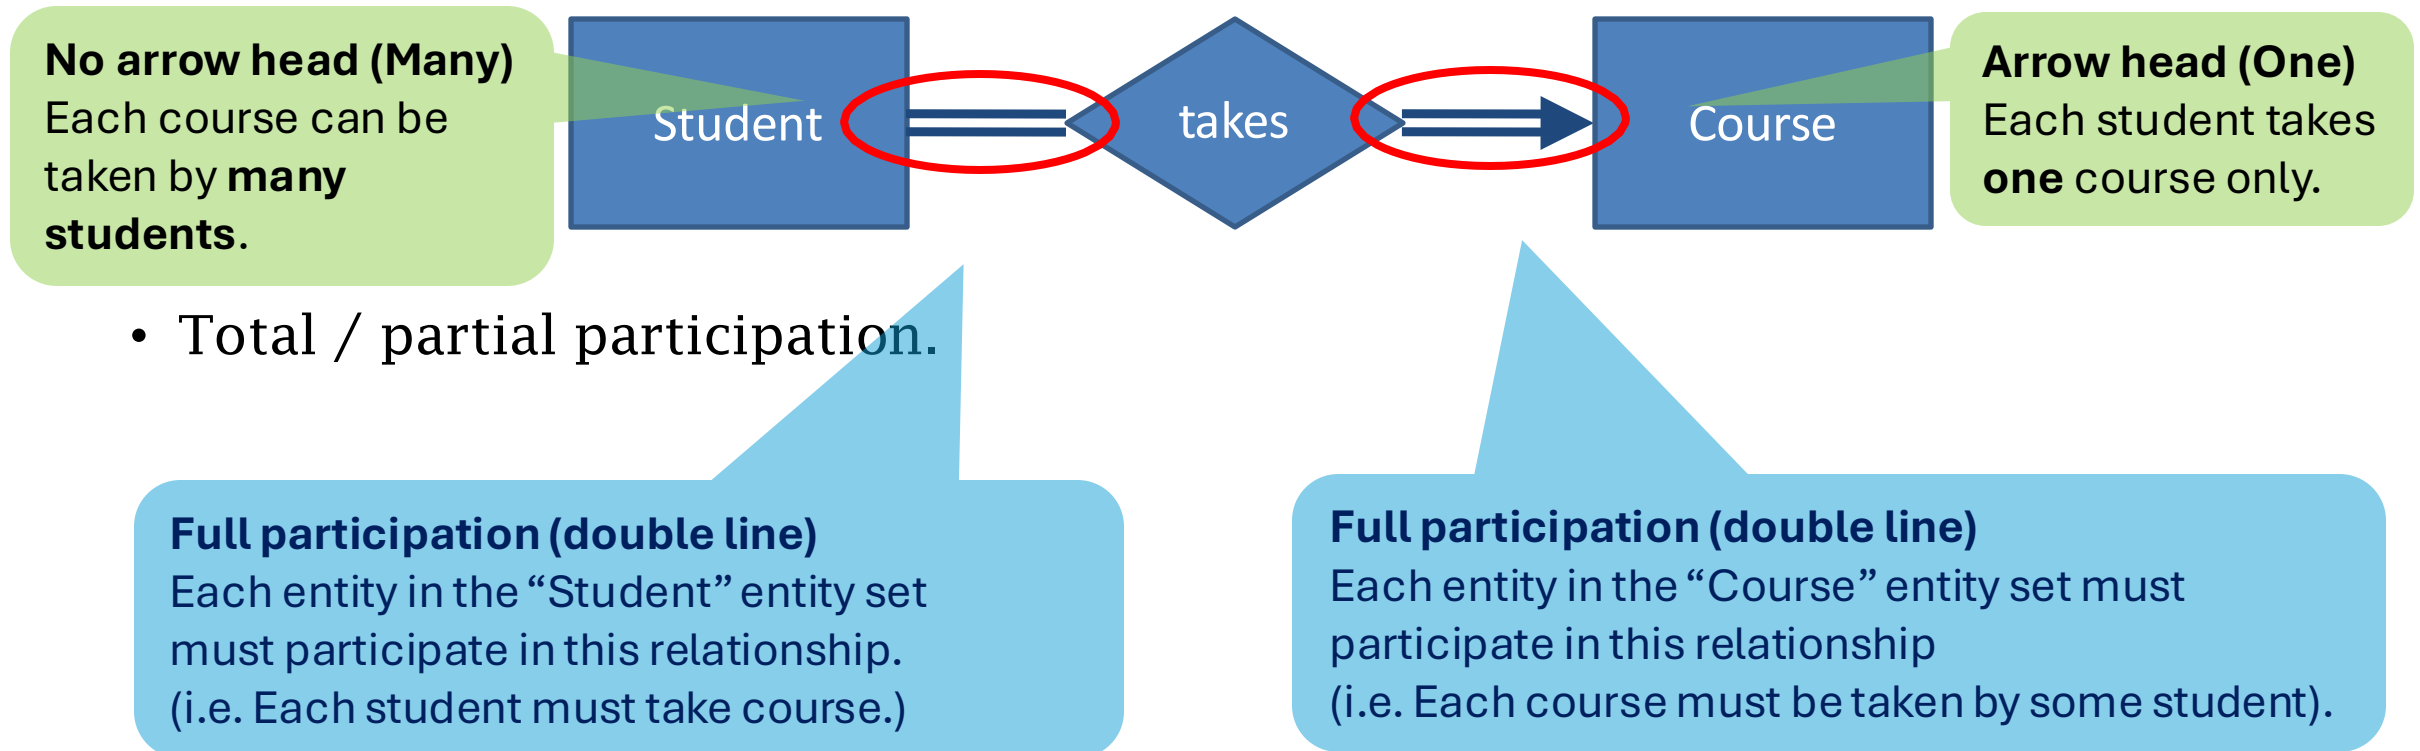 No arrow head (Many)
Each course can be
taken by many
students.
Student
takes
Course
Arrow head (One)
Each student takes
one course only.
• Total / partial participation.
Full participation (double line)
Each entity in the “Student” entity set
must participate in this relationship.
(i.e. Each student must take course.)
Full participation (double line)
Each entity in the “Course” entity set must
participate in this relationship
(i.e. Each course must be taken by some student).